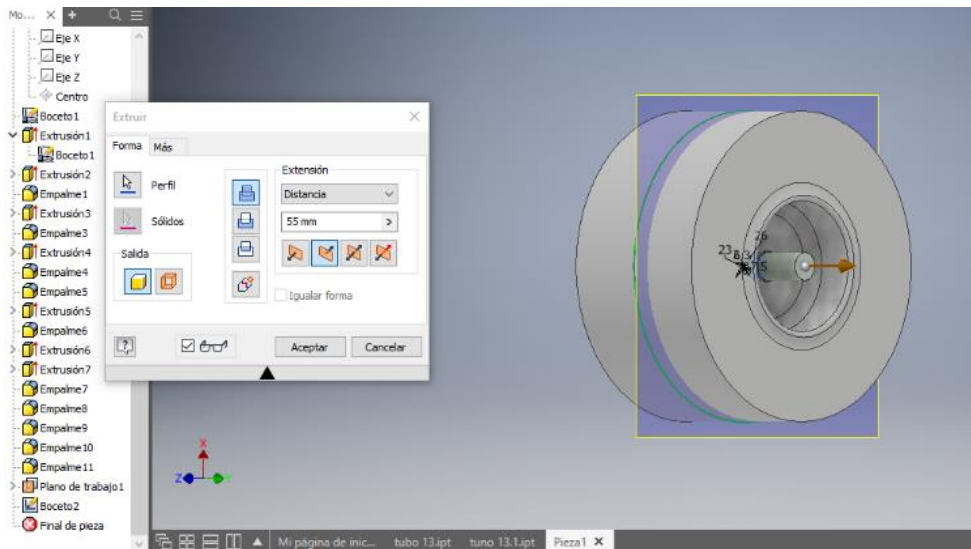 Mo...
Eje X
Eje Y
Eje Z
Centro
Boceto1
Extrusión1
Boceto1
Extrusión2
Empalme1
Extrusión3
Empalme3
Extrusión4
Empalme4
Empalme5
Extrusión5
Empalme6
Extrusión6
Extrusión7
Empalme7
Empalme8
Empalme9
Empalme10
Empalme11
Plano de trabajo1
Boceto2
Final de pieza
Extruir
Forma Más
Perfil
Sólidos
Salida
Extensión
Distancia
55 mm
Igualar forma
Aceptar Cancelar
26
23
X
Z Y
Mi página de inic... tubo 13.ipt tuno 13.1.ipt Pieza1